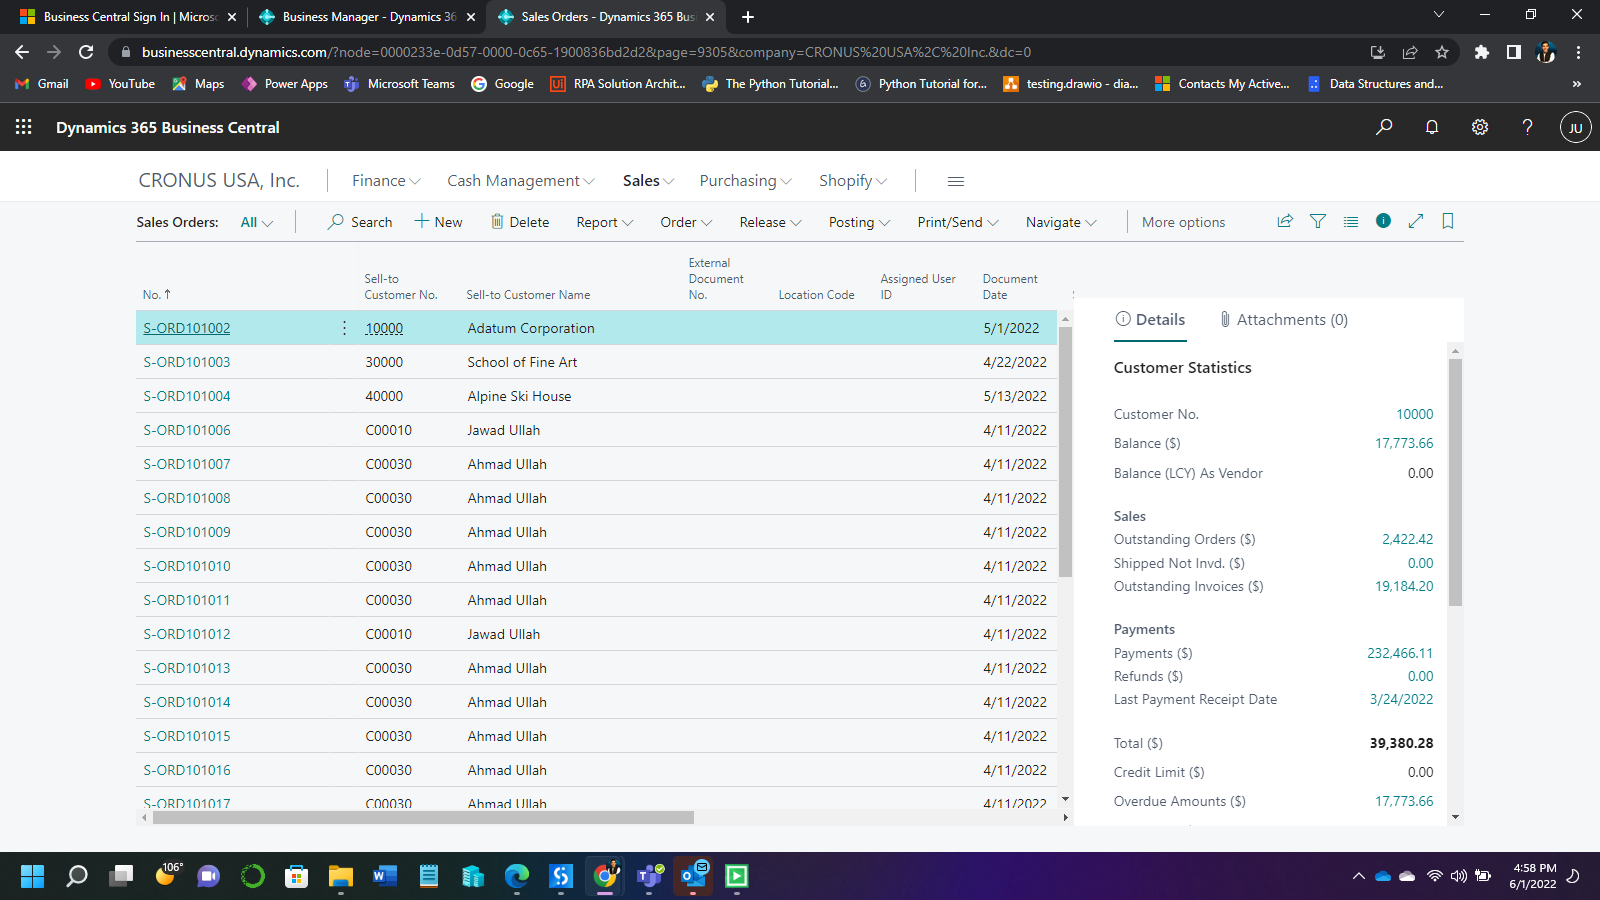 Business Central Sign In | Micros
Business Manager - Dynamics 36
Sales Orders - Dynamics 365 Bus
businesscentral.dynamics.com/?node=0000233e-0d57-0000-0c65-1900836bd2d2&page=9305&company=CRONUS%20USA%2C%20Inc.&dc=0
Gmail YouTube Maps Power Apps Microsoft Teams Google RPA Solution Archit... The Python Tutorial... Python Tutorial for... testing.drawio - dia... Contacts My Active... Data Structures and... »
Dynamics 365 Business Central
JU
CRONUS USA, Inc. Finance Cash Management Sales Purchasing Shopify
Sales Orders: All Search New Delete Report Order Release Posting Print/Send Navigate More options
No. ↑
Sell-to
Customer No.
Sell-to Customer Name
External
Document
No.
Location Code
Assigned User
ID
Document
Date
S-ORD101002 10000 Adatum Corporation 5/1/2022
S-ORD101003 30000 School of Fine Art 4/22/2022
S-ORD101004 40000 Alpine Ski House 5/13/2022
S-ORD101006 C00010 Jawad Ullah 4/11/2022
S-ORD101007 C00030 Ahmad Ullah 4/11/2022
S-ORD101008 C00030 Ahmad Ullah 4/11/2022
S-ORD101009 C00030 Ahmad Ullah 4/11/2022
S-ORD101010 C00030 Ahmad Ullah 4/11/2022
S-ORD101011 C00030 Ahmad Ullah 4/11/2022
S-ORD101012 C00010 Jawad Ullah 4/11/2022
S-ORD101013 C00030 Ahmad Ullah 4/11/2022
S-ORD101014 C00030 Ahmad Ullah 4/11/2022
S-ORD101015 C00030 Ahmad Ullah 4/11/2022
S-ORD101016 C00030 Ahmad Ullah 4/11/2022
S-ORD101017 C00030 Ahmad Ullah 4/11/2022
Details Attachments (0)
Customer Statistics
Customer No. 10000
Balance ($) 17,773.66
Balance (LCY) As Vendor 0.00
Sales
Outstanding Orders ($) 2,422.42
Shipped Not Invd. ($) 0.00
Outstanding Invoices ($) 19,184.20
Payments
Payments ($) 232,466.11
Refunds ($) 0.00
Last Payment Receipt Date 3/24/2022
Total ($) 39,380.28
Credit Limit ($) 0.00
Overdue Amounts ($) 17,773.66
106°
4:58 PM
6/1/2022